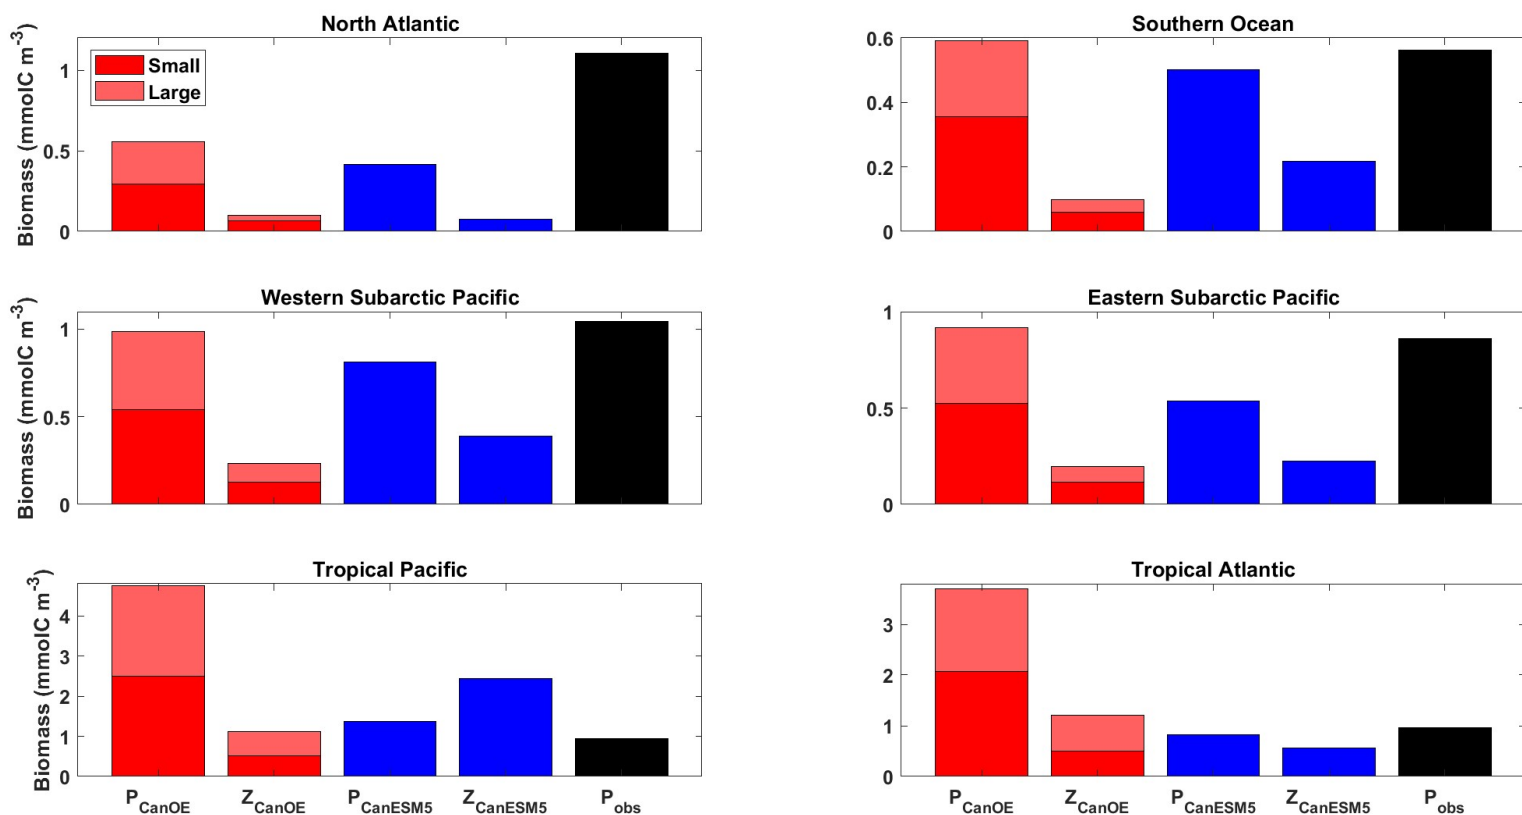 North Atlantic
Biomass (mmolC m-3)
1
0.5
0
Small
Large
Southern Ocean
0.6
0.4
0.2
0
Western Subarctic Pacific
Biomass (mmolC m-3)
1
0.5
0
Eastern Subarctic Pacific
1
0.5
0
Tropical Pacific
Biomass (mmolC m-3)
4
3
2
1
0
PCanOE ZCanOE PCanESM5 ZCanESM5 Pobs
Tropical Atlantic
3
2
1
0
PCanOE ZCanOE PCanESM5 ZCanESM5 Pobs